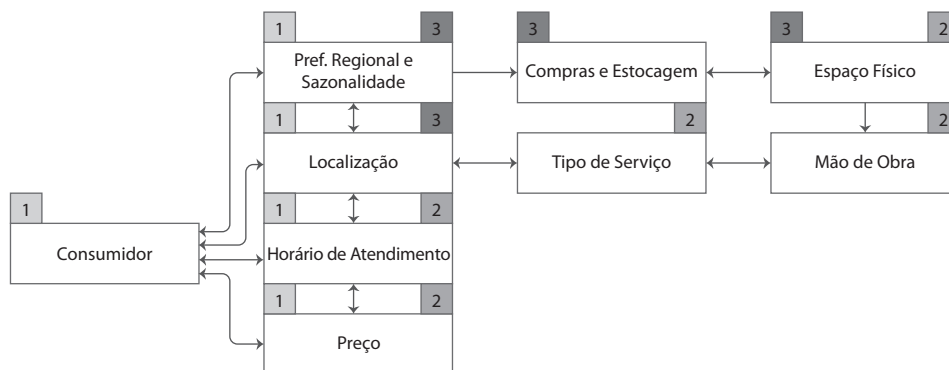 1 3 3 3 2
Pref. Regional e
Sazonalidade
Compras e Estocagem
Espaço Físico
1 3 2 2
Localização
Tipo de Serviço
Mão de Obra
1 1 2
Consumidor
Horário de Atendimento
1 2
Preço